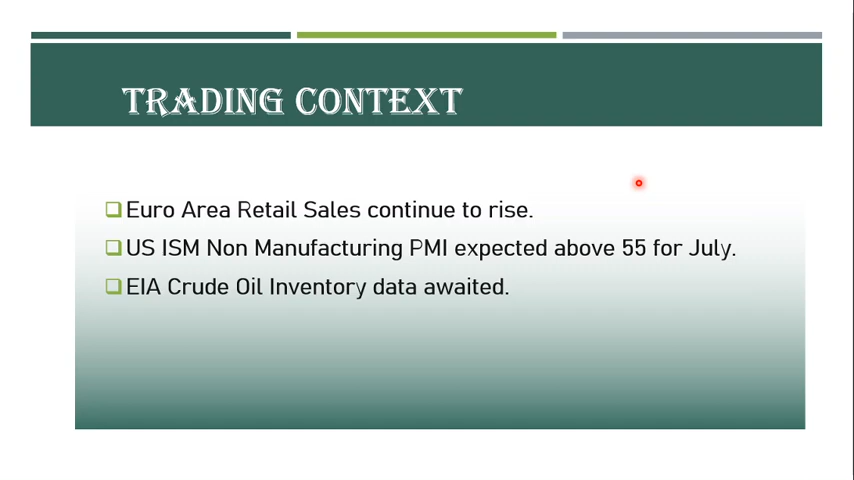 TRADING CONTEXT
Euro Area Retail Sales continue to rise.
US ISM Non Manufacturing PMI expected above 55 for July.
EIA Crude Oil Inventory data awaited.